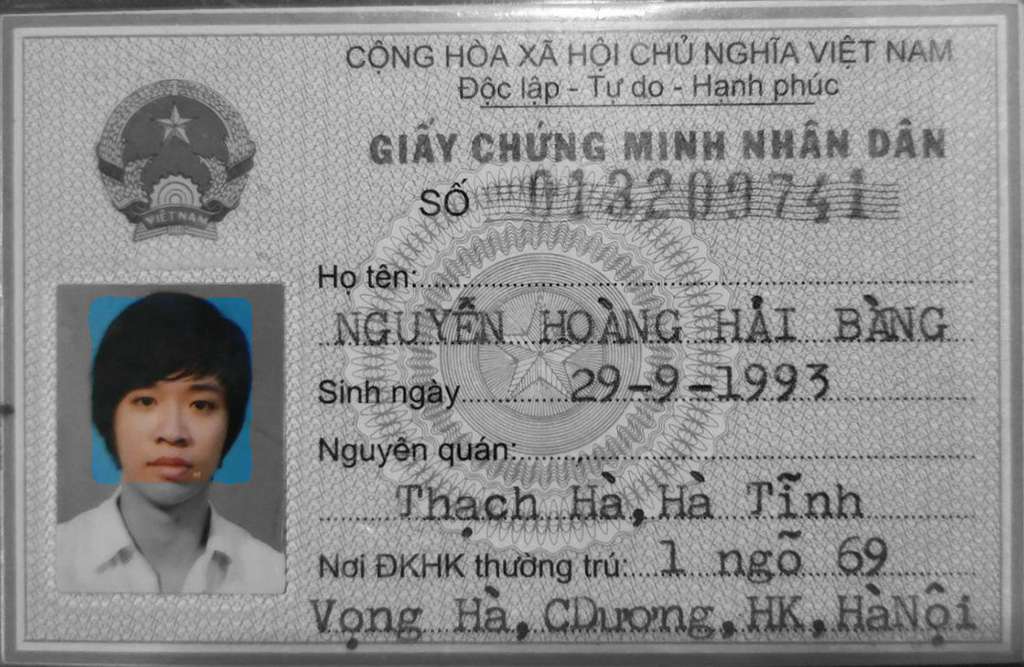 CỘNG HÒA XÃ HỘI CHỦ NGHĨA VIỆT NAM
Độc lập - Tự do - Hạnh phúc
GIẤY CHỨNG MINH NHÂN DÂN
SỐ 013209741
VIỆT NAM
Họ tên:
NGUYỄN HOÀNG HẢI BẰNG
Sinh ngày 29-9-1993
Nguyên quán:
Thạch Hà, Hà Tĩnh
Nơi ĐKHK thường trú: 1 ngõ 69
Vọng Hà, CDương, HK, HàNội